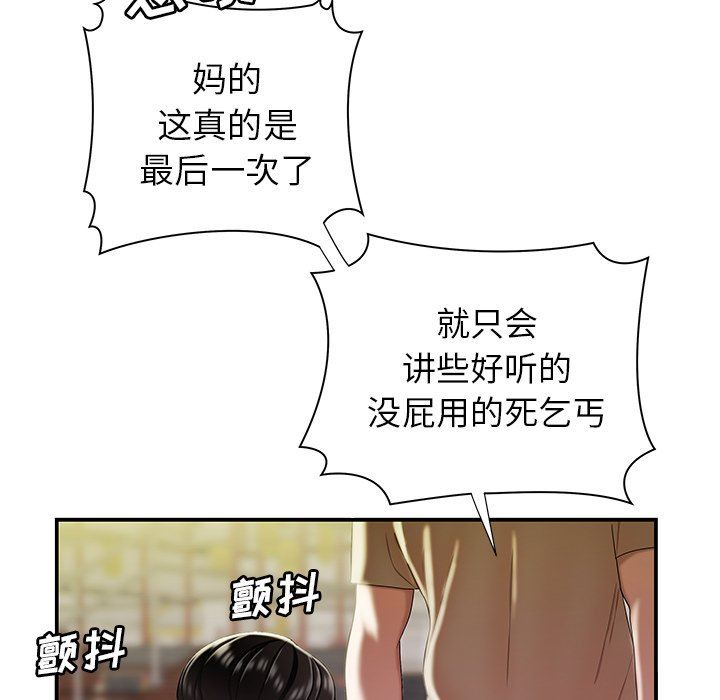 妈的
这真的是
最后一次了
就只会
讲些好听的
没屁用的死乞丐
颤抖
颤抖